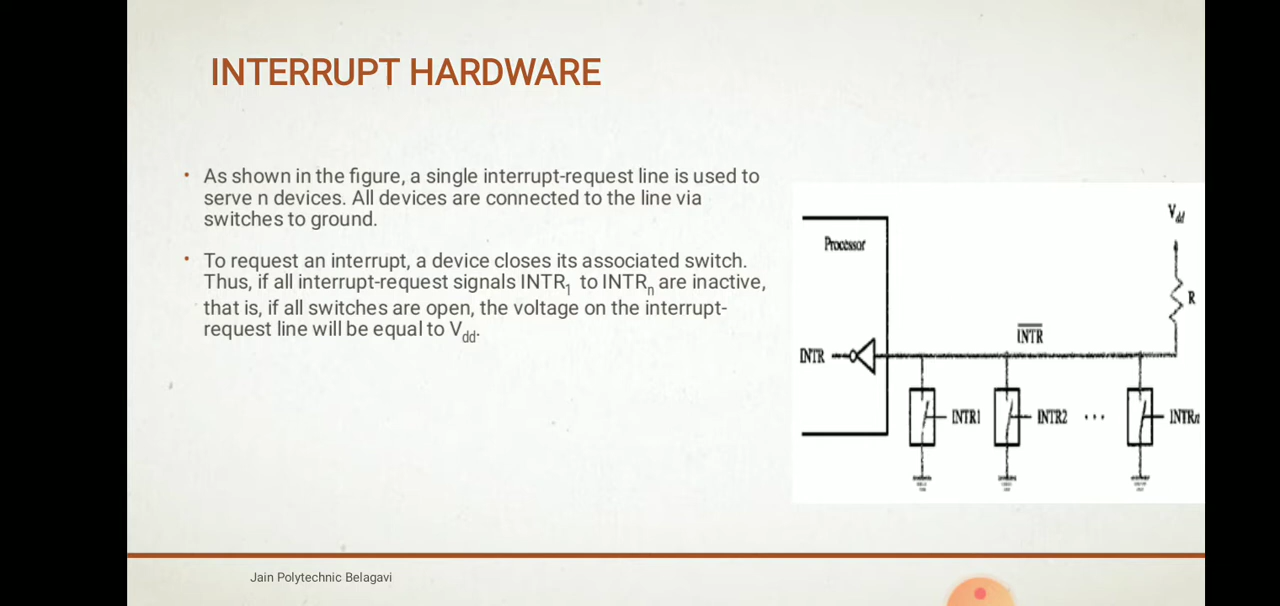 INTERRUPT HARDWARE
• As shown in the figure, a single interrupt-request line is used to
serve n devices. All devices are connected to the line via
switches to ground.
• To request an interrupt, a device closes its associated switch.
Thus, if all interrupt-request signals INTR1 to INTRn are inactive,
that is, if all switches are open, the voltage on the interrupt-
request line will be equal to Vdd.
Vdd
Processor
R
INTR
INTR
INTR1
INTR2
...
INTRn
Jain Polytechnic Belagavi